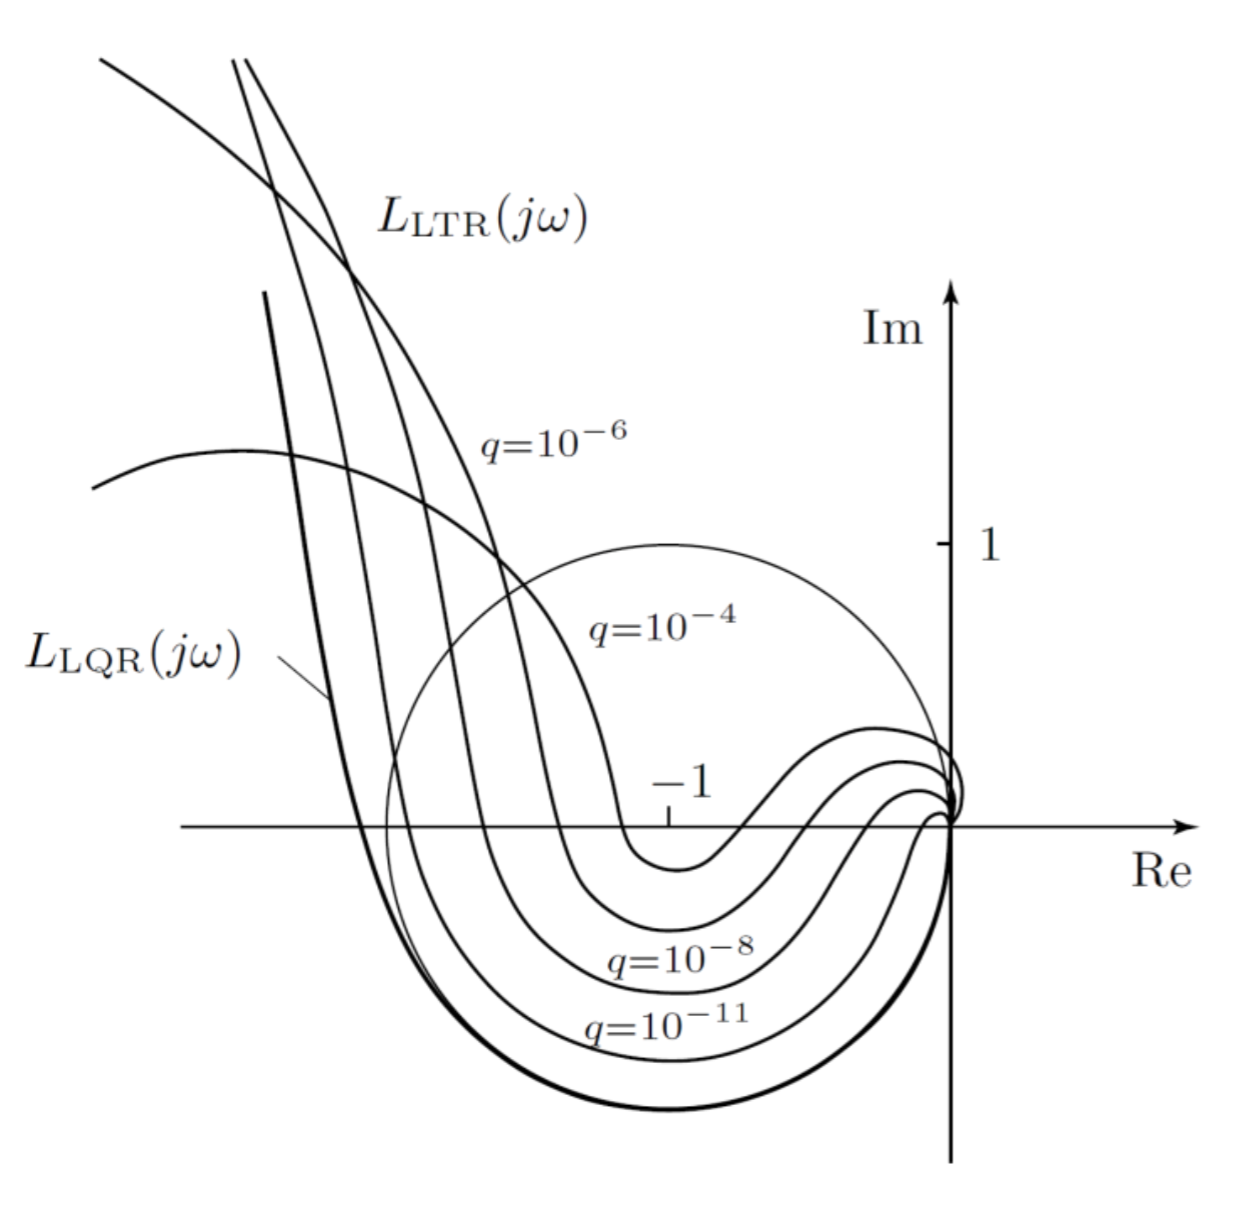 L_LTR(jω)
Im
q=10⁻⁶
1
q=10⁻⁴
L_LQR(jω)
−1
Re
q=10⁻⁸
q=10⁻¹¹